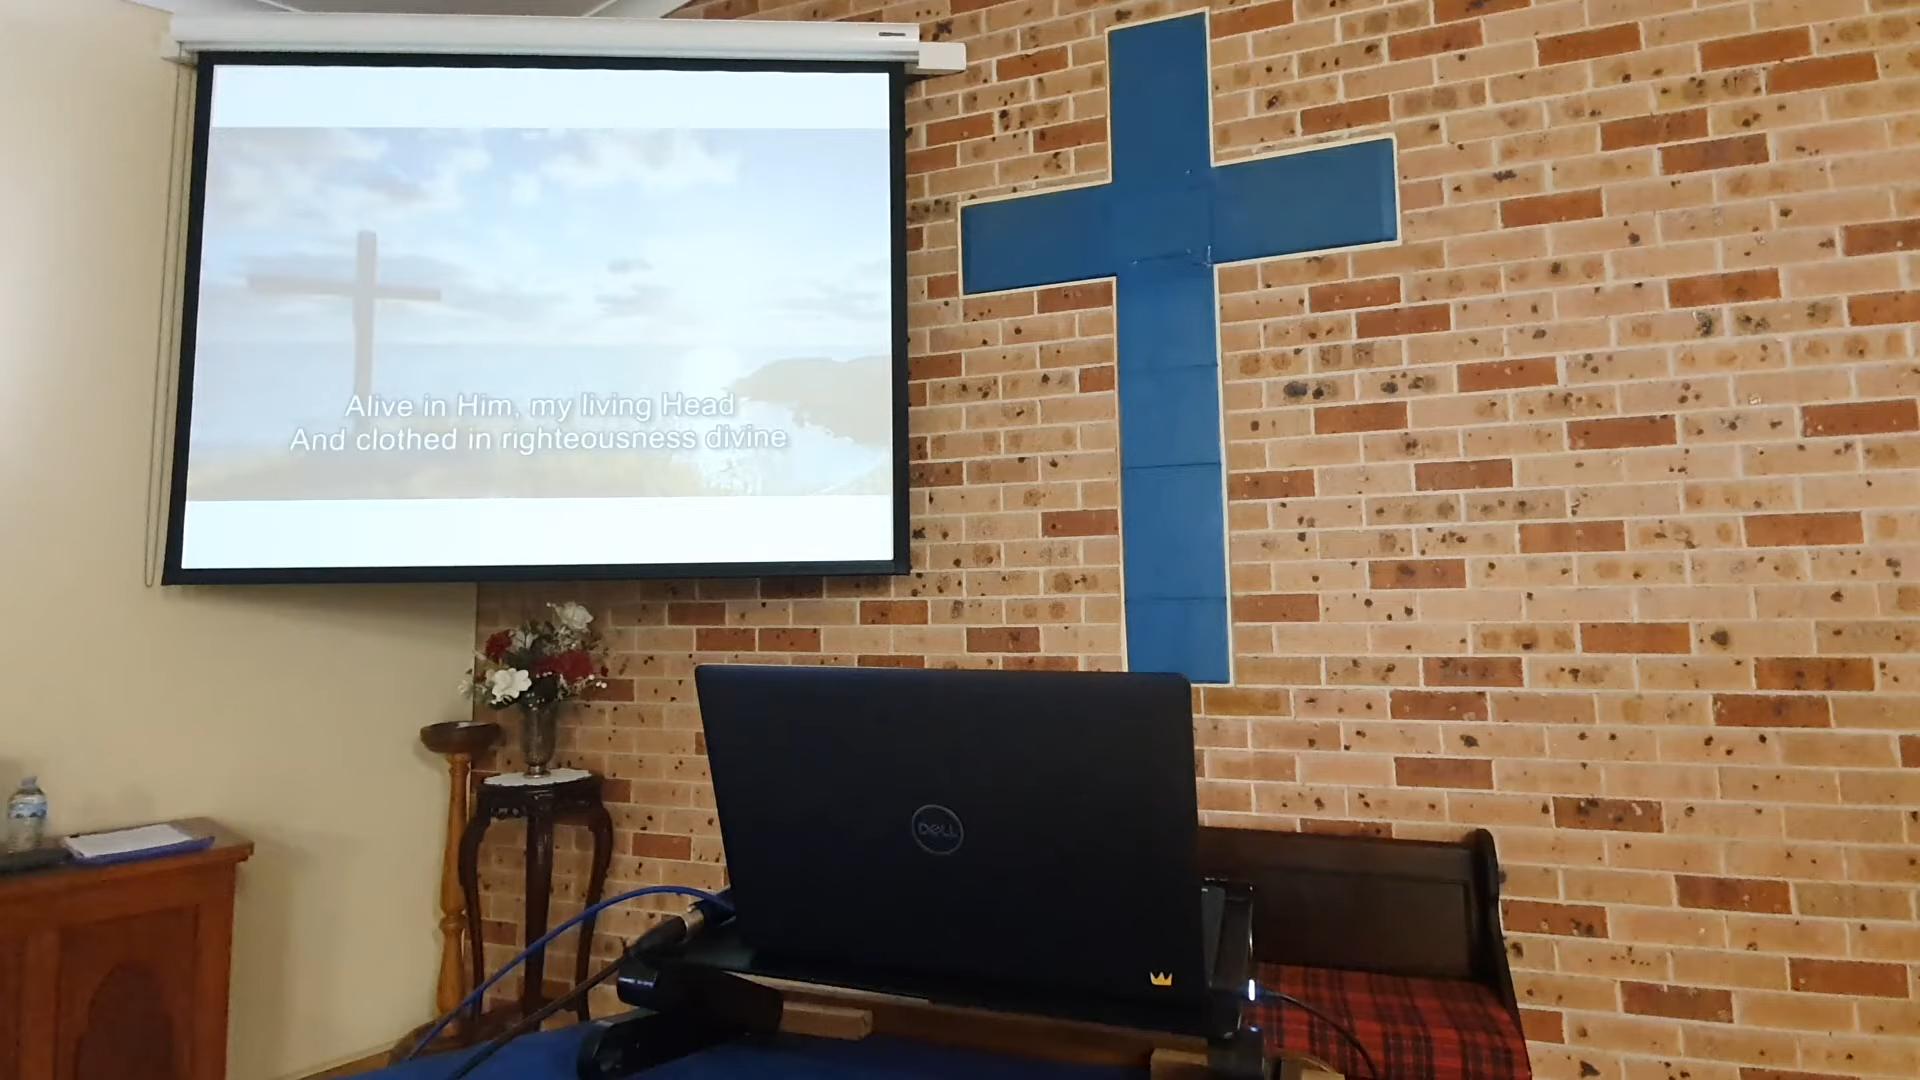 Alive in Him, my living Head
And clothed in righteousness divine
DELL